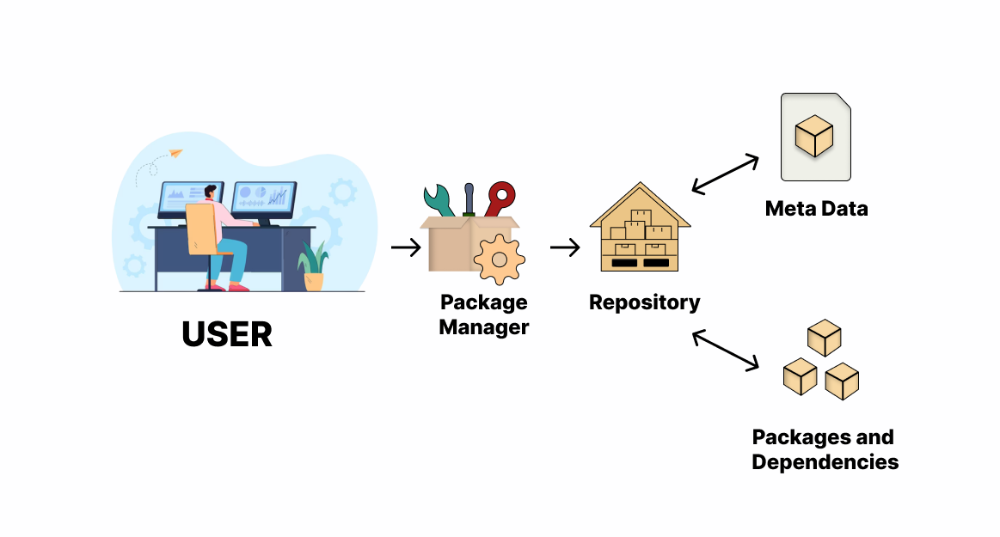 USER
Package
Manager
Repository
Meta Data
Packages and
Dependencies